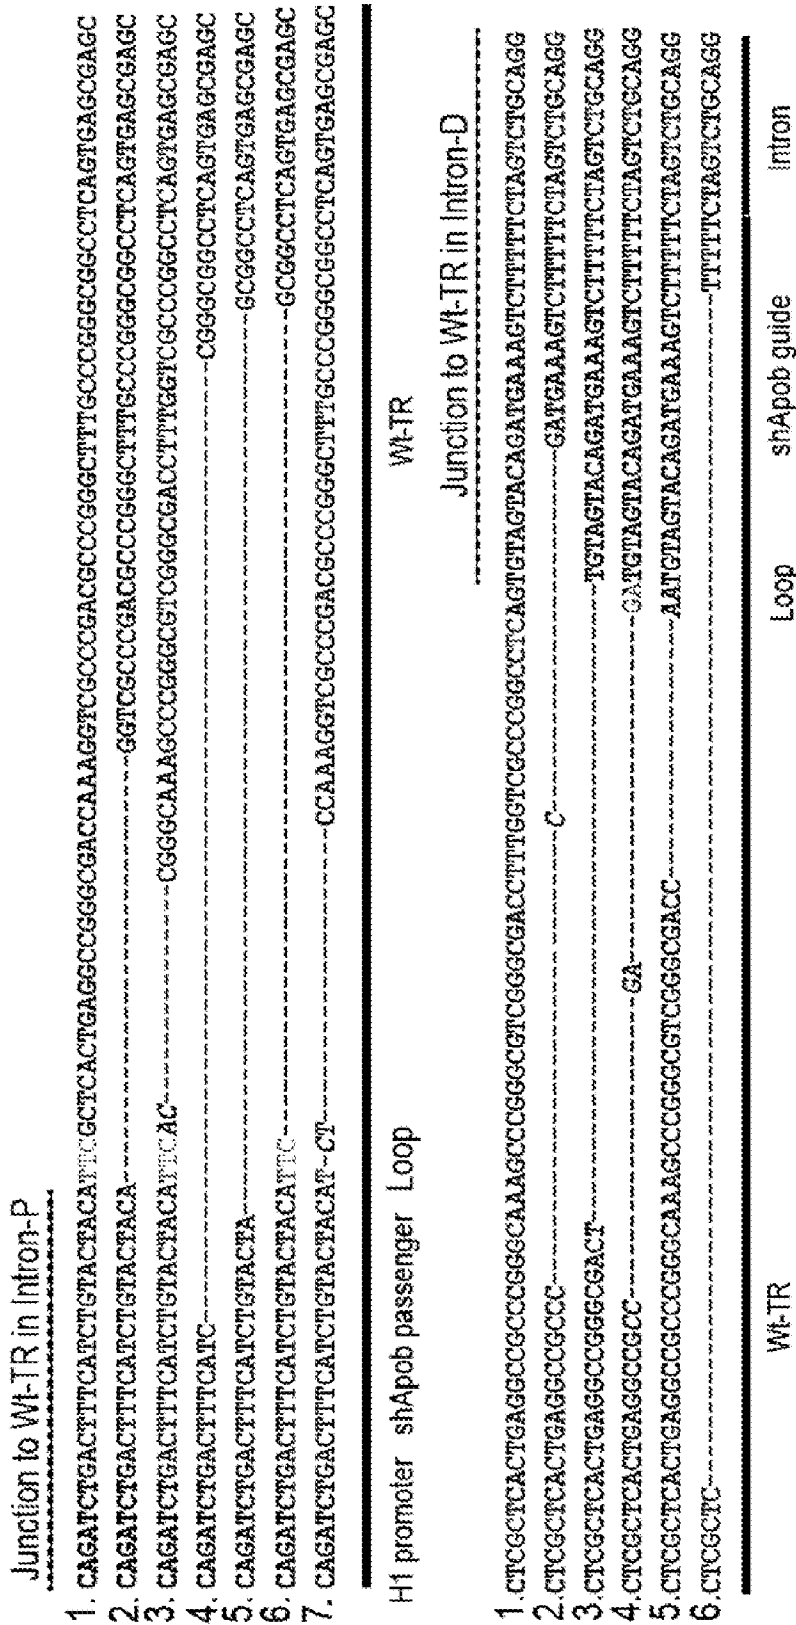 Junction to Wt-TR in Intron-P
1. CAGATCTGACTTTCATCTGTACTACATTCGCTCACTGAGGCCGGGCGACCAAAGGTCGCCCGACGCCCGGGCTTTGCCCGGGCGGCCTCAGTGAGCGAGC
2. CAGATCTGACTTTCATCTGTACTACA----------------------------GGTCGCCCGACGCCCGGGCTTTGCCCGGGCGGCCTCAGTGAGCGAGC
3. CAGATCTGACTTTCATCTGTACTACATTCAC---------------CGGGCAAAGCCCGGGCGTCGGGCGACCTTTGGTCGCCCGGCCTCAGTGAGCGAGC
4. CAGATCTGACTTTCATC--------------------------------------------------------------CGGGCGGCCTCAGTGAGCGAGC
5. CAGATCTGACTTTCATCTGTACTA----------------------------------------------------------GCGGCCTCAGTGAGCGAGC
6. CAGATCTGACTTTCATCTGTACTACATTC-----------------------------------------------------GCGGCCTCAGTGAGCGAGC
7. CAGATCTGACTTTCATCTGTACTACAT-CT------------------CCAAAGGTCGCCCGACGCCCGGGCTTTGCCCGGGCGGCCTCAGTGAGCGAGC
H1 promoter shApob passenger Loop Wt-TR
Junction to Wt-TR in Intron-D
1.CTCGCTCACTGAGGCCGCCCGGGCAAAGCCCGGGCGTCGGGCGACCTTTGGTCGCCCGGCCTCAGTGTAGTACAGATGAAAGTCTTTTTCTAGTCTGCAGG
2.CTCGCTCACTGAGGCCGCCC-----------------------------C-----------------------GATGAAAGTCTTTTTCTAGTCTGCAGG
3.CTCGCTCACTGAGGCCGGGCGACT-----------------------------------------TGTAGTACAGATGAAAGTCTTTTTCTAGTCTGCAGG
4.CTCGCTCACTGAGGCCGCC--------------------GA-----------------------GATGTAGTACAGATGAAAGTCTTTTTCTAGTCTGCAGG
5.CTCGCTCACTGAGGCCGCCCGGGCAAAGCCCGGGCGTCGGGCGACC-----------------AATGTAGTACAGATGAAAGTCTTTTTCTAGTCTGCAGG
6.CTCGCTC----------------------------------------------------------------------------TTTTTCTAGTCTGCAGG
Wt-TR Loop shApob guide Intron